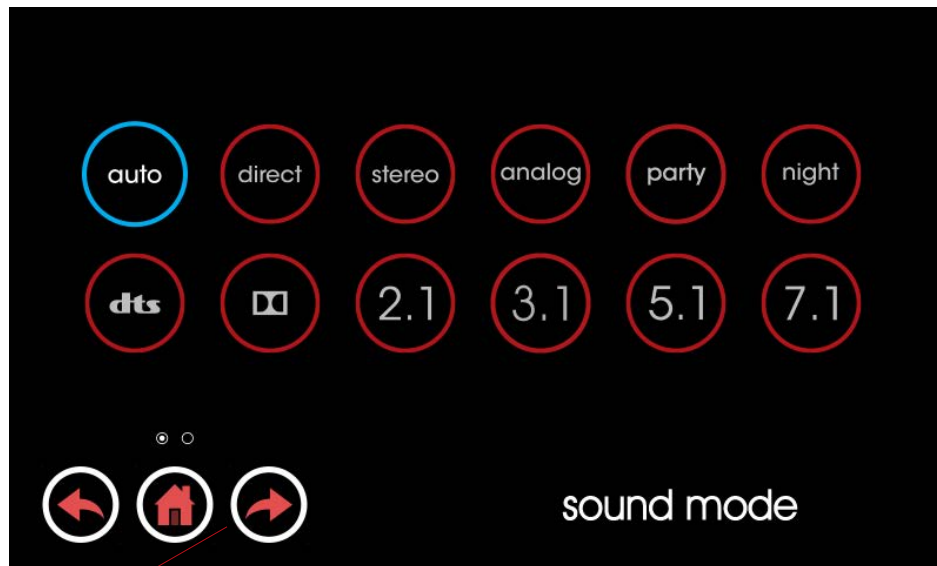 auto direct stereo analog party night
dts 2.1 3.1 5.1 7.1
sound mode